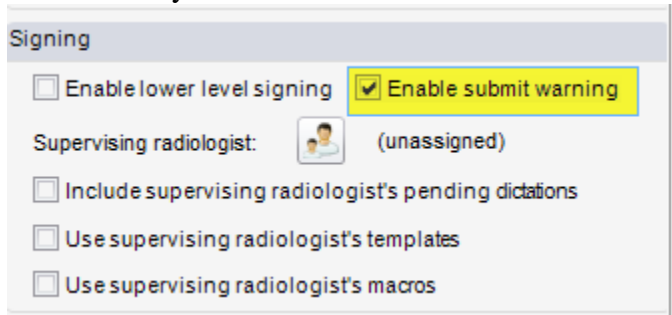 Signing
Enable lower level signing Enable submit warning
Supervising radiologist: (unassigned)
Include supervising radiologist's pending dictations
Use supervising radiologist's templates
Use supervising radiologist's macros